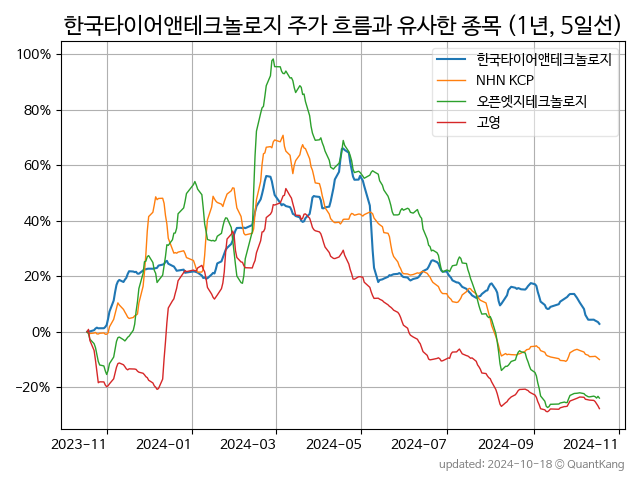 한국타이어앤테크놀로지 주가 흐름과 유사한 종목 (1년, 5일선)
한국타이어앤테크놀로지
NHN KCP
오픈엣지테크놀로지
고영
100%
80%
60%
40%
20%
0%
−20%
2023-11 2024-01 2024-03 2024-05 2024-07 2024-09 2024-11
updated: 2024-10-18 © QuantKang